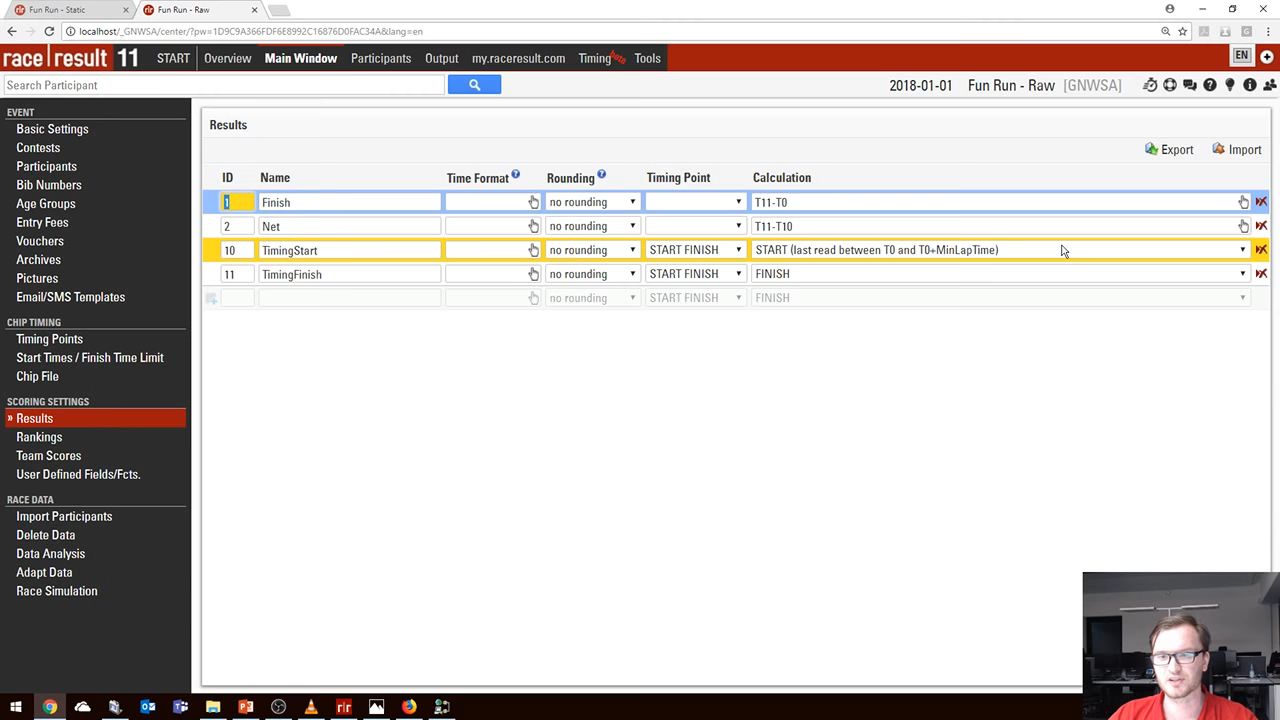 Fun Run - Static
Fun Run - Raw
localhost/_GNWSA/center/?pw=1D9C9A366FDF6E8992C16876D0FAC34A&lang=en
race result 11 START Overview Main Window Participants Output my.raceresult.com Timing beta Tools EN
Search Participant
2018-01-01 Fun Run - Raw [GNWSA]
EVENT
Basic Settings
Contests
Participants
Bib Numbers
Age Groups
Entry Fees
Vouchers
Archives
Pictures
Email/SMS Templates
CHIP TIMING
Timing Points
Start Times / Finish Time Limit
Chip File
SCORING SETTINGS
» Results
Rankings
Team Scores
User Defined Fields/Fcts.
RACE DATA
Import Participants
Delete Data
Data Analysis
Adapt Data
Race Simulation
Results
Export Import
ID Name Time Format Rounding Timing Point Calculation
1 Finish no rounding T11-T0
2 Net no rounding T11-T10
10 TimingStart no rounding START FINISH START (last read between T0 and T0+MinLapTime)
11 TimingFinish no rounding START FINISH FINISH
no rounding START FINISH FINISH